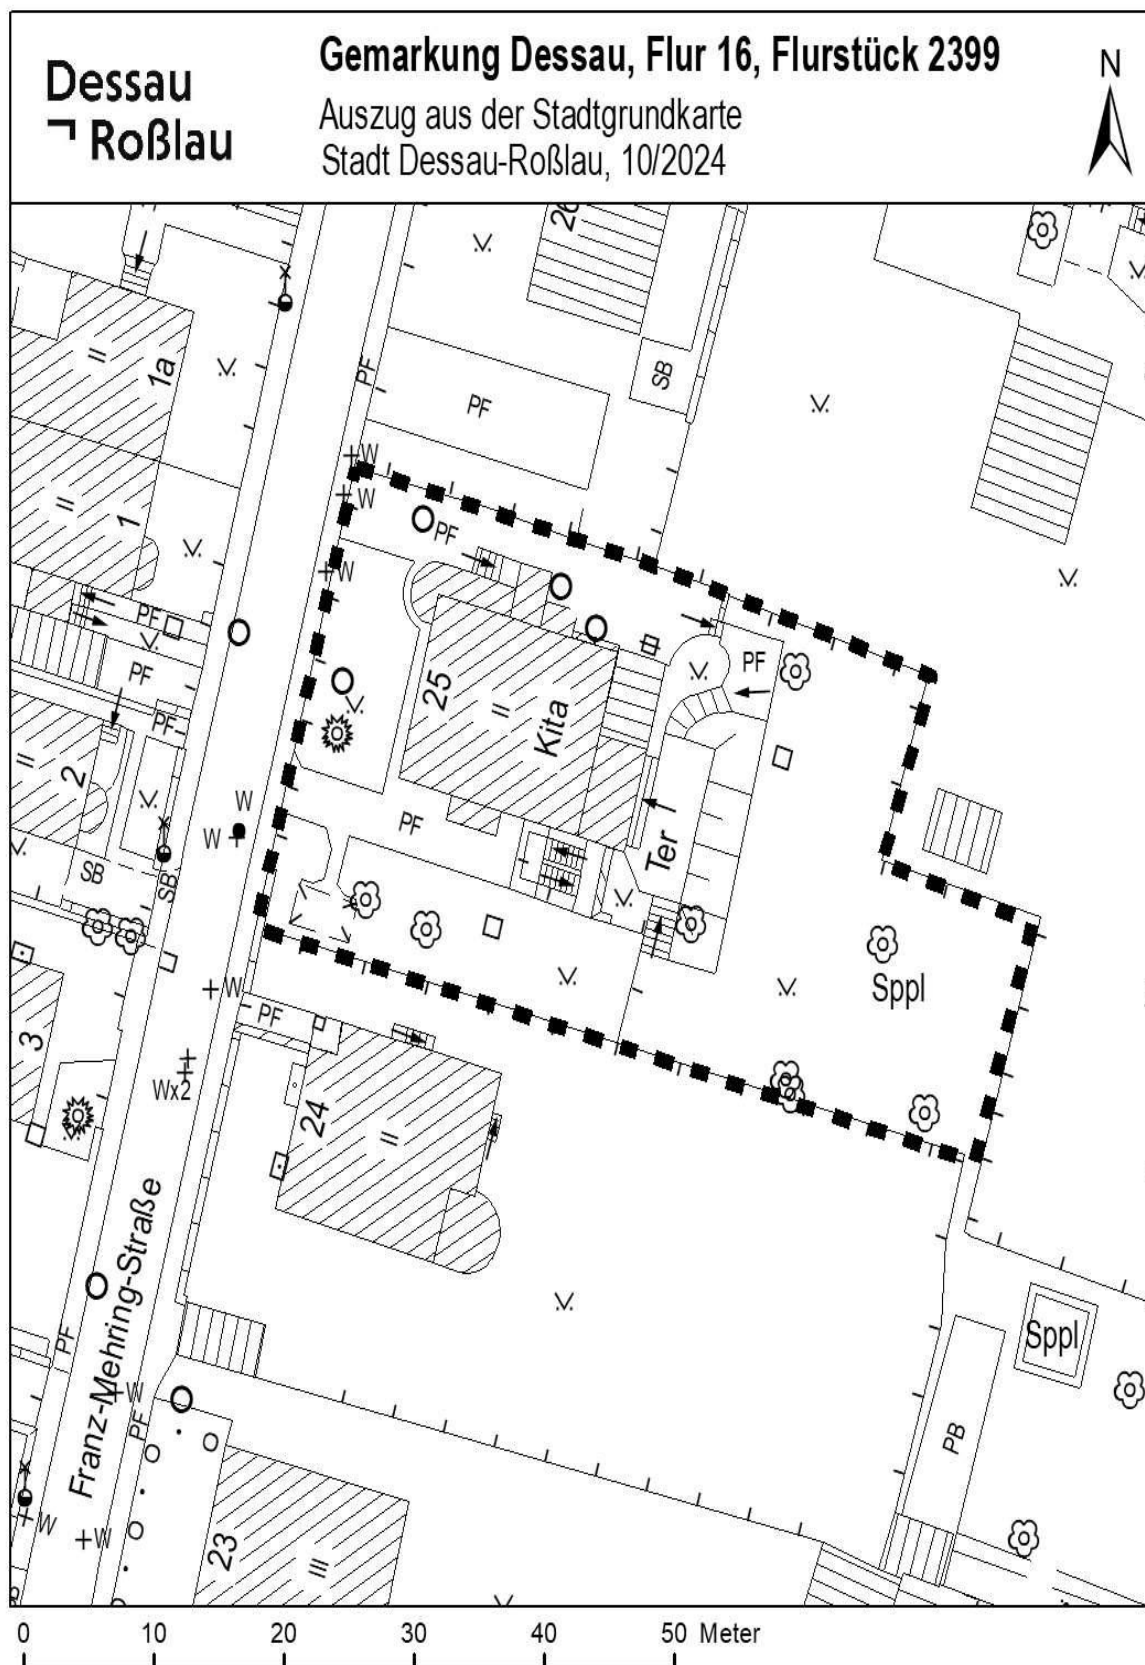 Dessau
Roßlau
Gemarkung Dessau, Flur 16, Flurstück 2399
Auszug aus der Stadtgrundkarte
Stadt Dessau-Roßlau, 10/2024
N
26
II
1a
PF
SB
PF
W
W
II
1
PF
W
PF
PF
25
II
Kita
PF
PF
II
2
W
W
PF
Ter
SB
SB
W
Sppl
3
PF
Wx2
24
II
Franz-Mehring-Straße
PF
Sppl
W
PF
PB
W
W
23
III
0 10 20 30 40 50 Meter